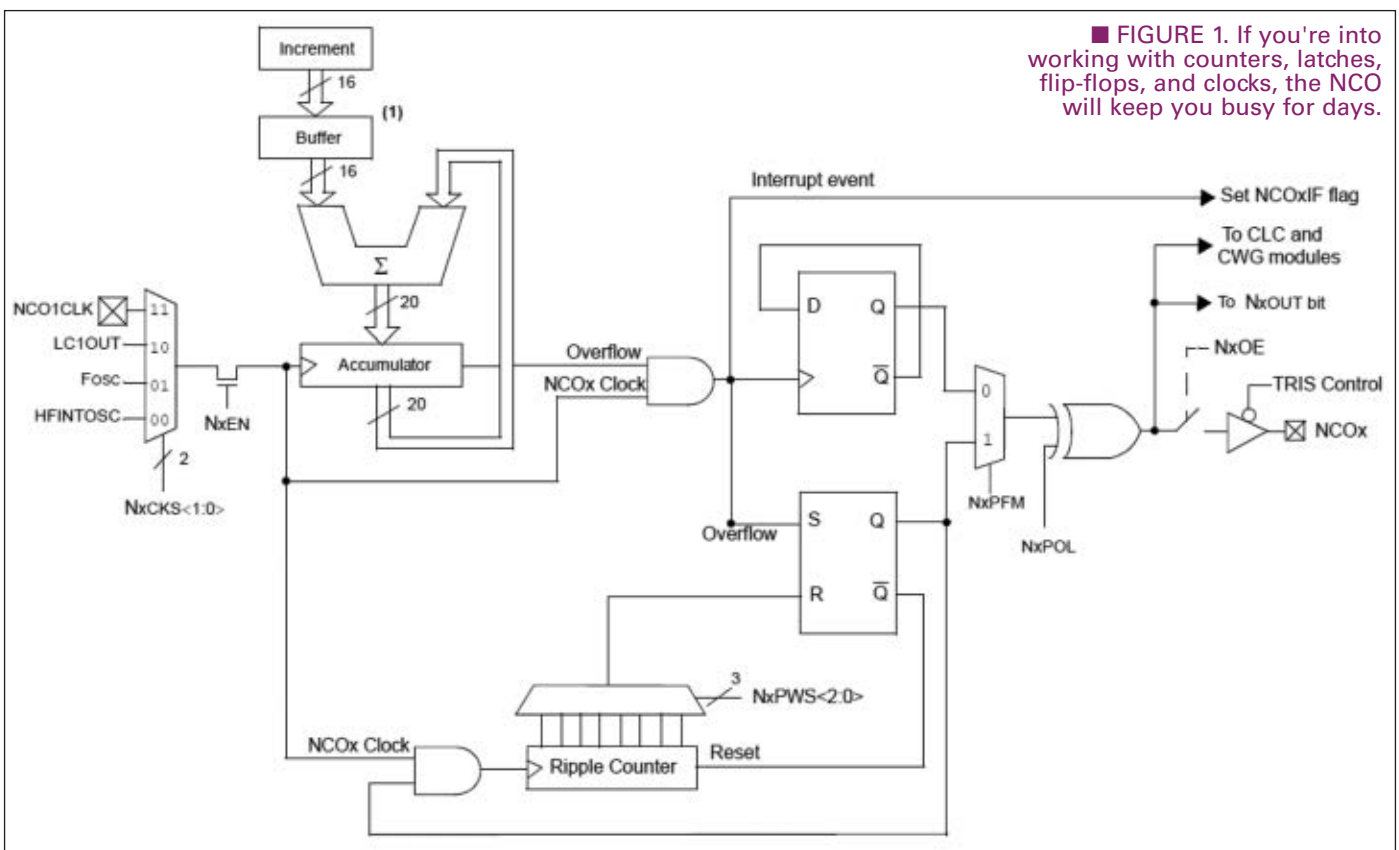 ■ FIGURE 1. If you're into
working with counters, latches,
flip-flops, and clocks, the NCO
will keep you busy for days.
Increment
16
(1)
Buffer
16
Σ
20
Accumulator
20
NCO1CLK
11
LC1OUT
10
Fosc
01
HFINTOSC
00
NxEN
2
NxCKS<1:0>
Overflow
NCOx Clock
Interrupt event
Set NCOxIF flag
To CLC and
CWG modules
To NxOUT bit
D
Q
Q̅
0
1
NxPFM
NxPOL
NxOE
TRIS Control
NCOx
Overflow
S
Q
R
Q̅
3
NxPWS<2:0>
NCOx Clock
Ripple Counter
Reset